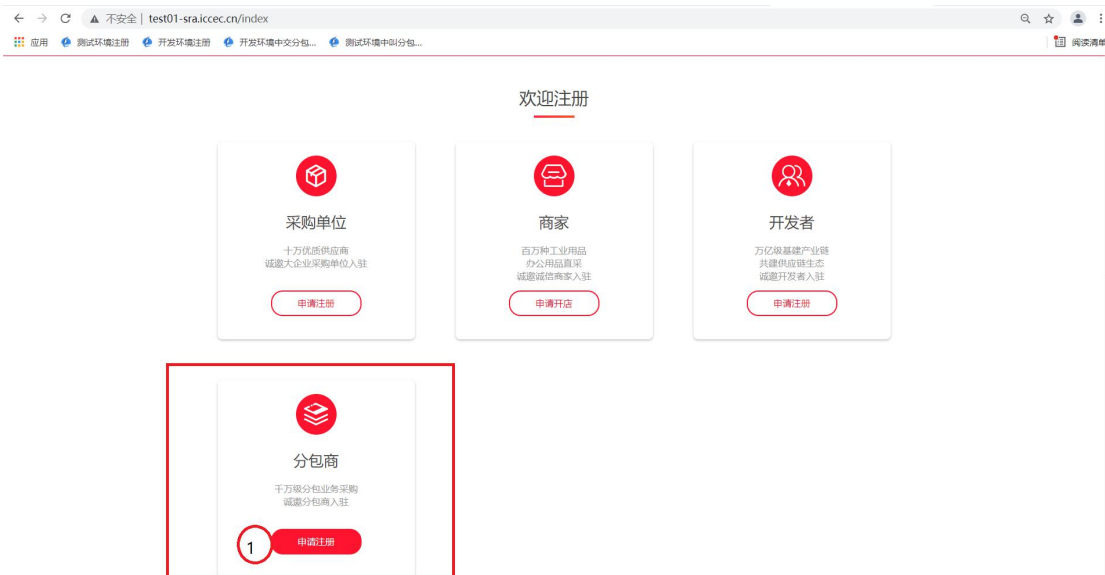 不安全 | test01-sra.iccec.cn/index
应用 测试环境注册 开发环境注册 开发环境中交分包... 测试环境中叫分包... 阅读清单
欢迎注册
采购单位
十万优质供应商
诚邀大企业采购单位入驻
申请注册
商家
百万种工业用品
办公用品直采
诚邀诚信商家入驻
申请开店
开发者
万亿级基建产业链
共建供应链生态
诚邀开发者入驻
申请注册
分包商
千万级分包业务采购
诚邀分包商入驻
1 申请注册